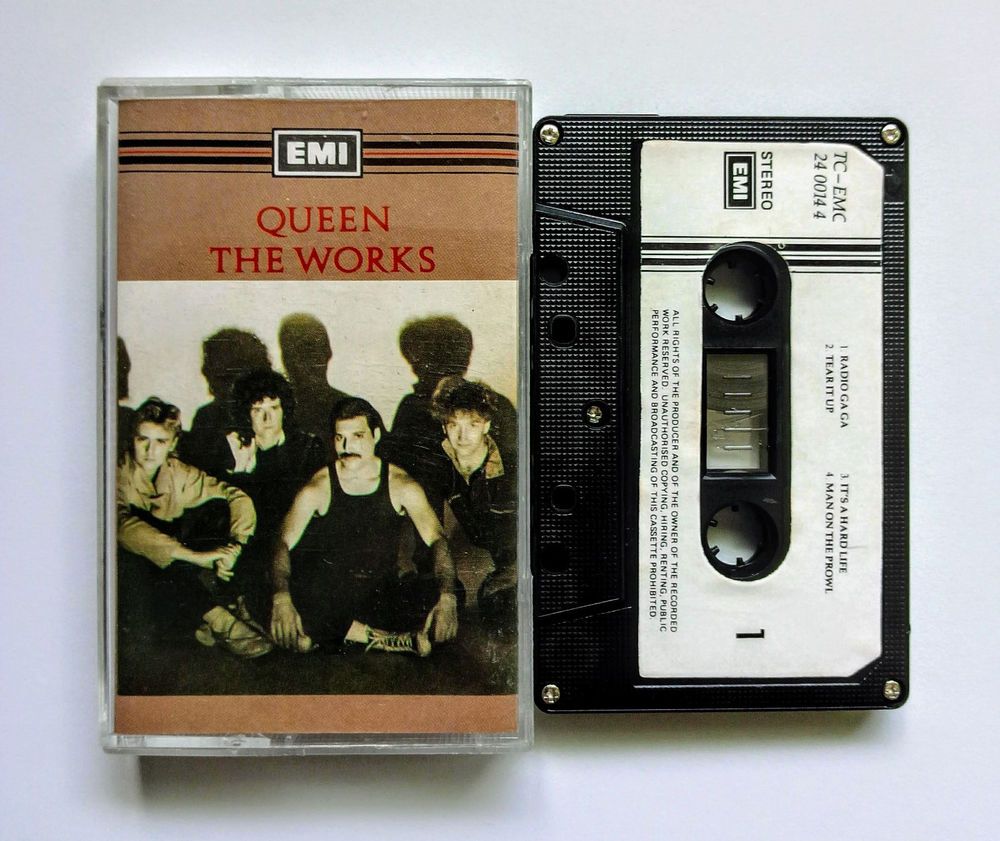 EMI
QUEEN
THE WORKS
TC-EMC
24 0014 4
STEREO
EMI
1. RADIO GA GA
2. TEAR IT UP
3. IT'S A HARD LIFE
4. MAN ON THE PROWL
1
ALL RIGHTS OF THE PRODUCER AND OF THE OWNER OF THE RECORDED
WORK RESERVED. UNAUTHORISED COPYING, HIRING, RENTING, PUBLIC
PERFORMANCE AND BROADCASTING OF THIS CASSETTE PROHIBITED.